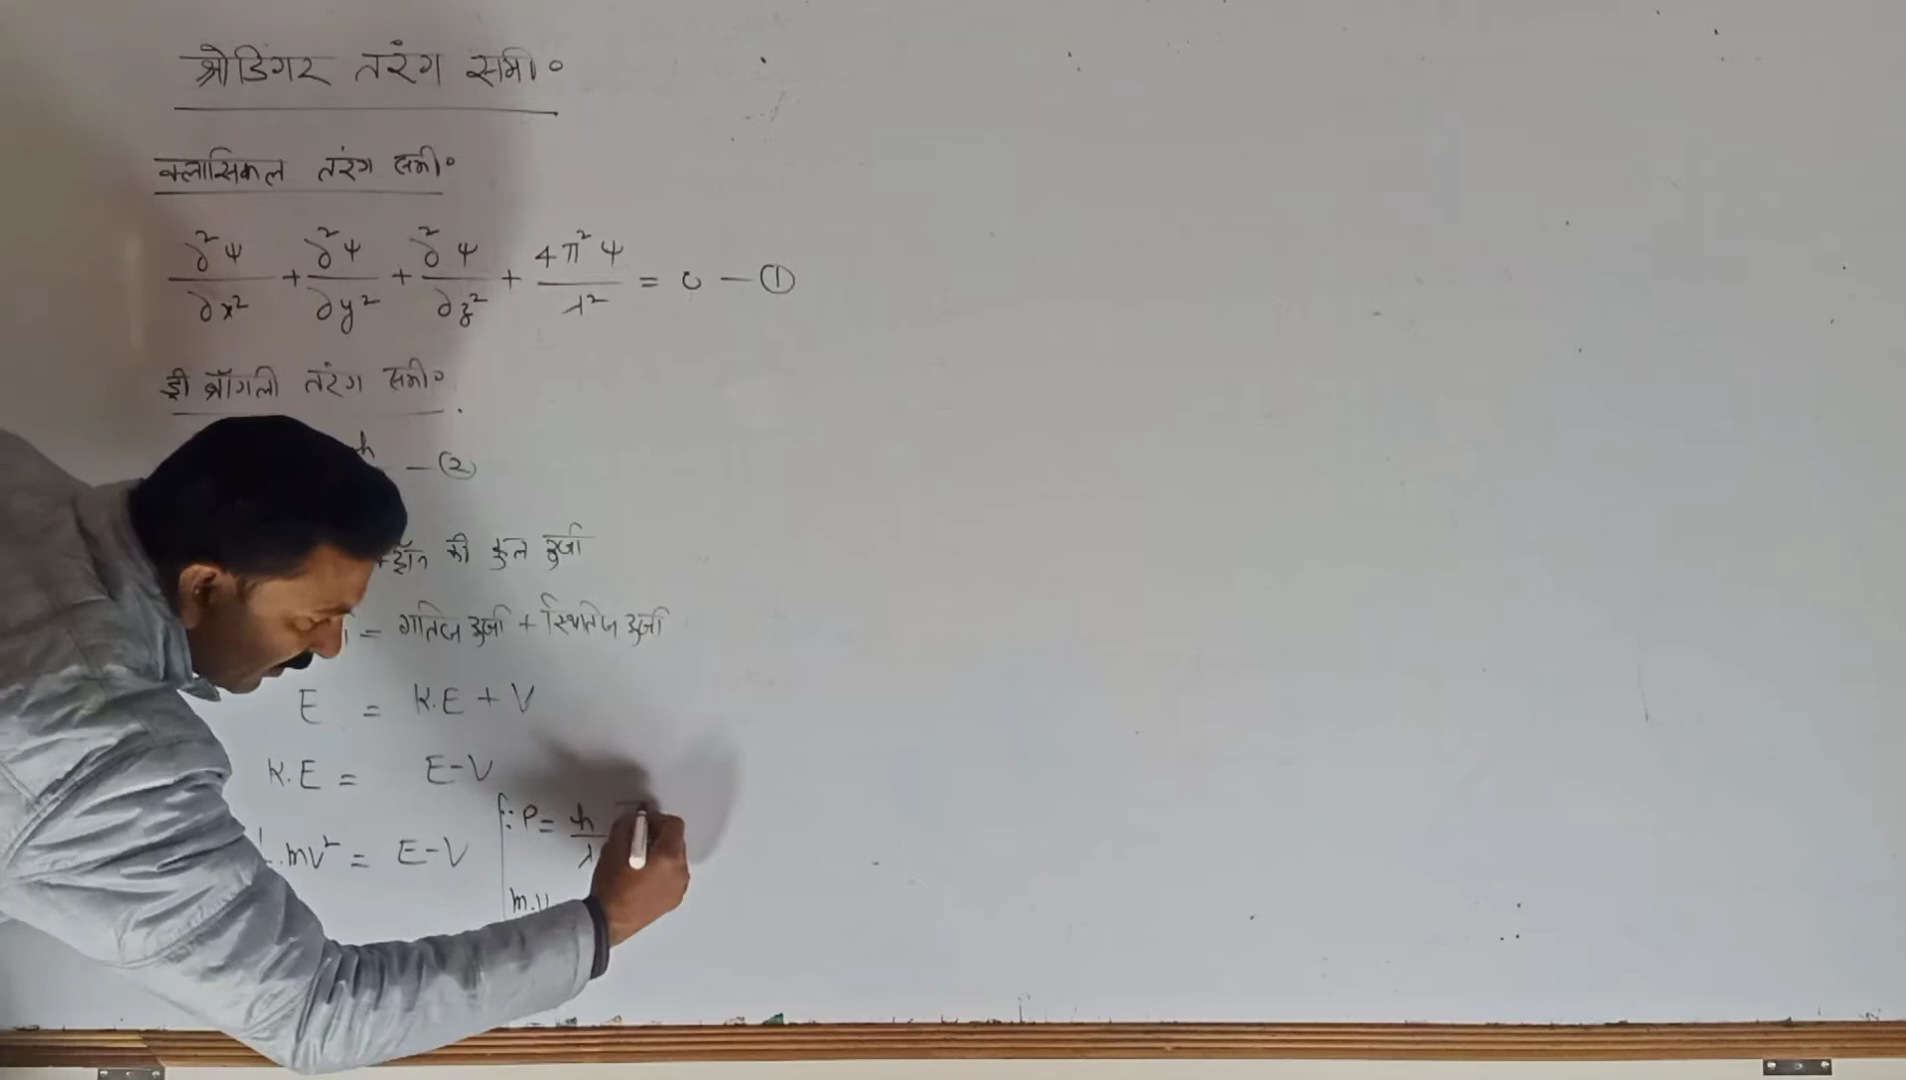 श्रोडिंगर तरंग समी०
क्लासिकल तरंग समी०
∂²ψ/∂x² + ∂²ψ/∂y² + ∂²ψ/∂z² + 4π²ψ/λ² = 0 — ①
डी ब्रॉगली तरंग समी०
h — ②
की कुल ऊर्जा
= गतिज ऊर्जा + स्थितिज ऊर्जा
E = K.E + V
K.E = E-V
mv² = E-V
∵ P = h/λ
m.v